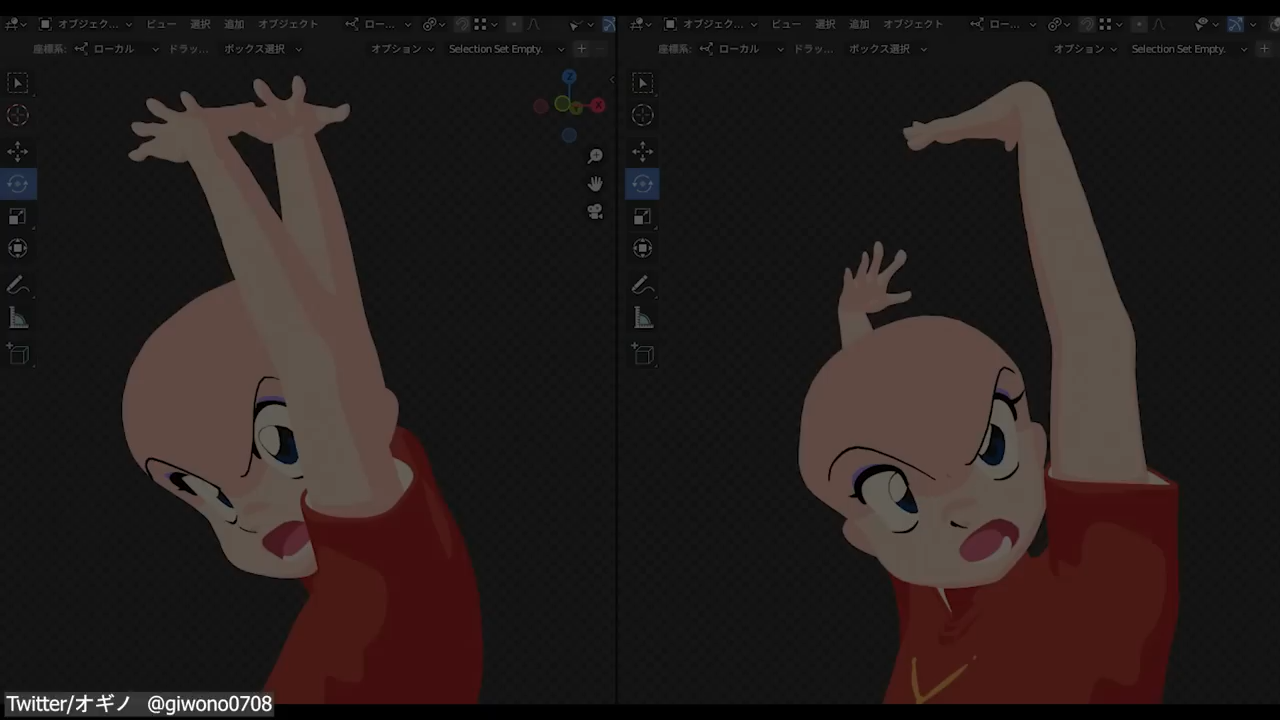 オブジェク... ビュー 選択 追加 オブジェクト ロー...
座標系: ローカル ドラッ... ボックス選択 オプション Selection Set Empty.
オブジェク... ビュー 選択 追加 オブジェクト ロー...
座標系: ローカル ドラッ... ボックス選択 オプション Selection Set Empty.
Z
X
Y
Twitter/オギノ @giwono0708